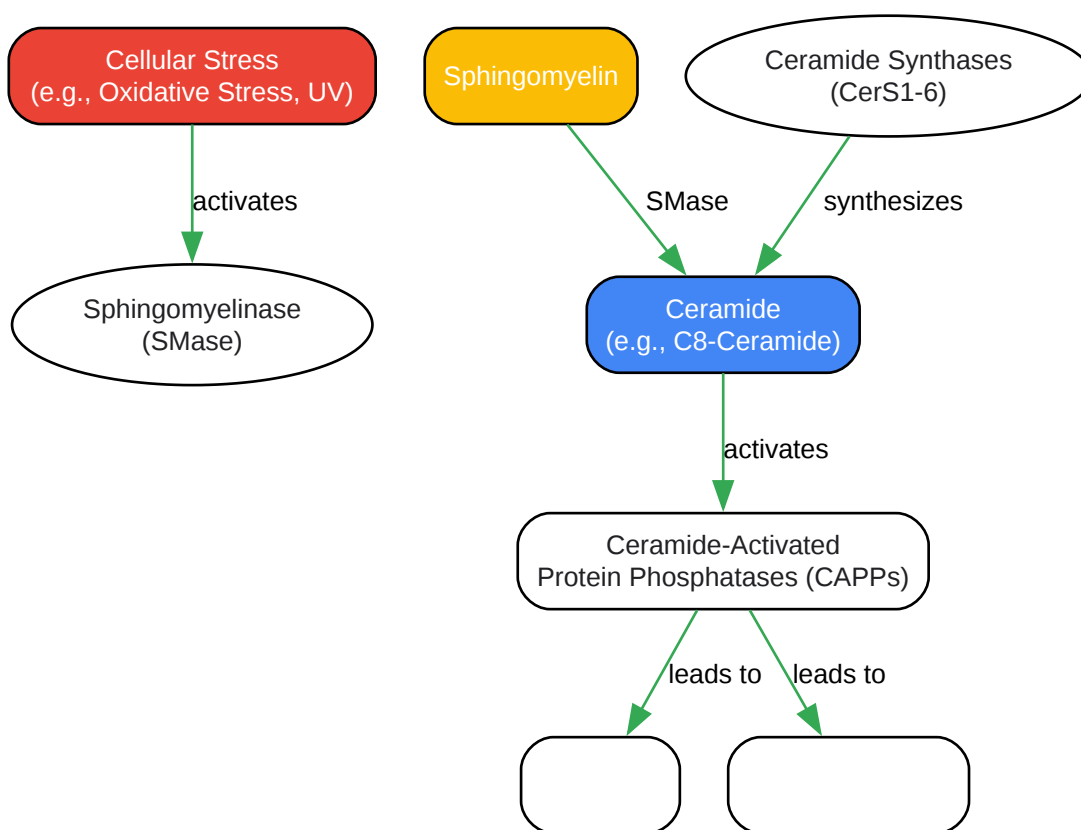 Cellular Stress
(e.g., Oxidative Stress, UV)
Sphingomyelin
Ceramide Synthases
(CerS1-6)
activates
SMase
synthesizes
Sphingomyelinase
(SMase)
Ceramide
(e.g., C8-Ceramide)
activates
Ceramide-Activated
Protein Phosphatases (CAPPs)
leads to
leads to